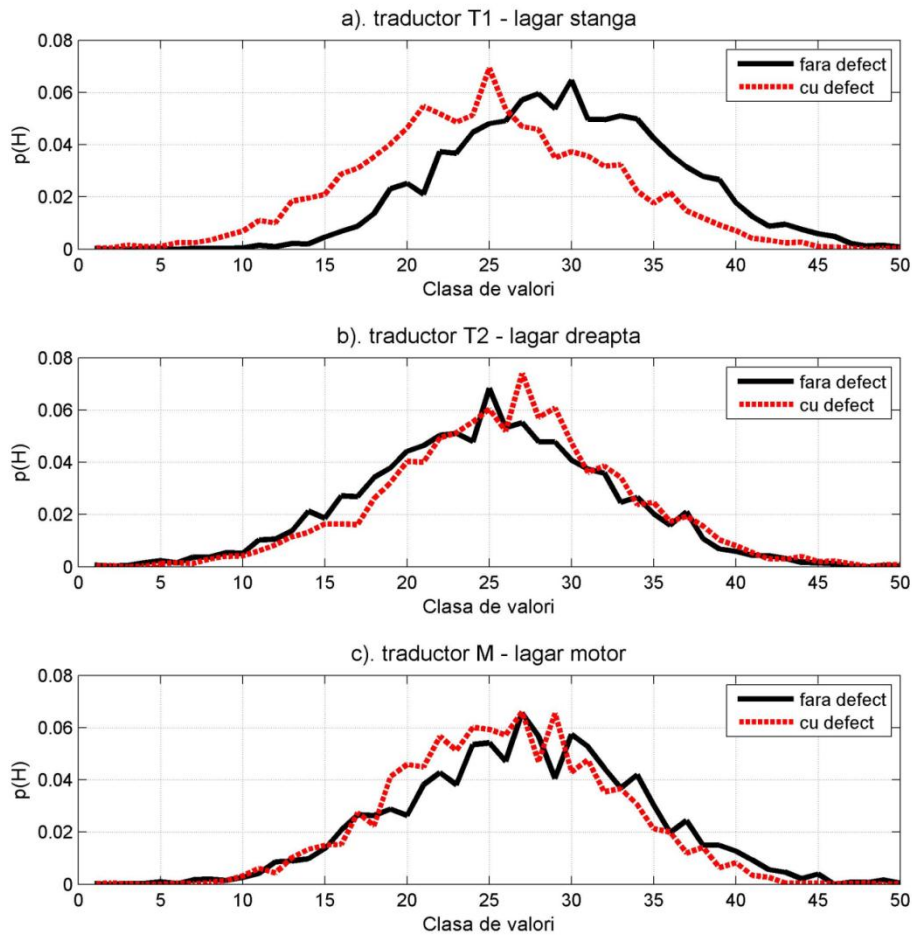 a). traductor T1 - lagar stanga
0.08
0.06
0.04
0.02
0
p(H)
fara defect
cu defect
0 5 10 15 20 25 30 35 40 45 50
Clasa de valori
b). traductor T2 - lagar dreapta
0.08
0.06
0.04
0.02
0
p(H)
fara defect
cu defect
0 5 10 15 20 25 30 35 40 45 50
Clasa de valori
c). traductor M - lagar motor
0.08
0.06
0.04
0.02
0
p(H)
fara defect
cu defect
0 5 10 15 20 25 30 35 40 45 50
Clasa de valori